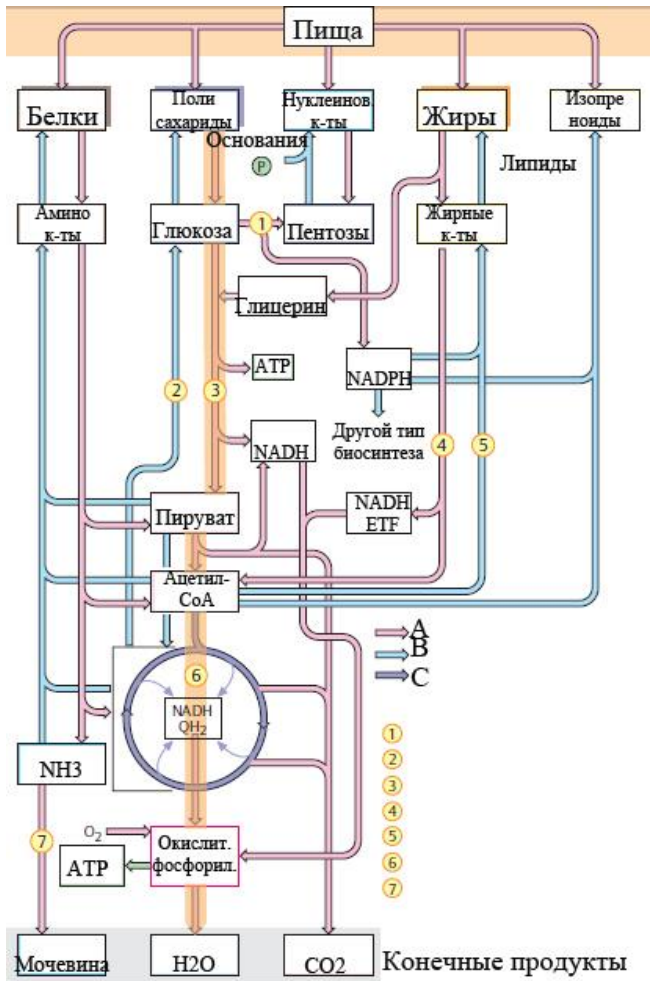 Пища
Белки
Поли
сахариды
Нуклеинов.
к-ты
Жиры
Изопре
ноиды
Основания
P
Липиды
Амино
к-ты
Глюкоза
1
Пентозы
Жирные
к-ты
Глицерин
ATP
NADPH
2
3
Другой тип
биосинтеза
4
5
NADH
Пируват
NADH
ETF
Ацетил-
CoA
A
B
C
6
NADH
QH2
NH3
1
2
3
4
5
6
7
7
O2
Окислит.
фосфорил.
ATP
Мочевина
H2O
CO2
Конечные продукты